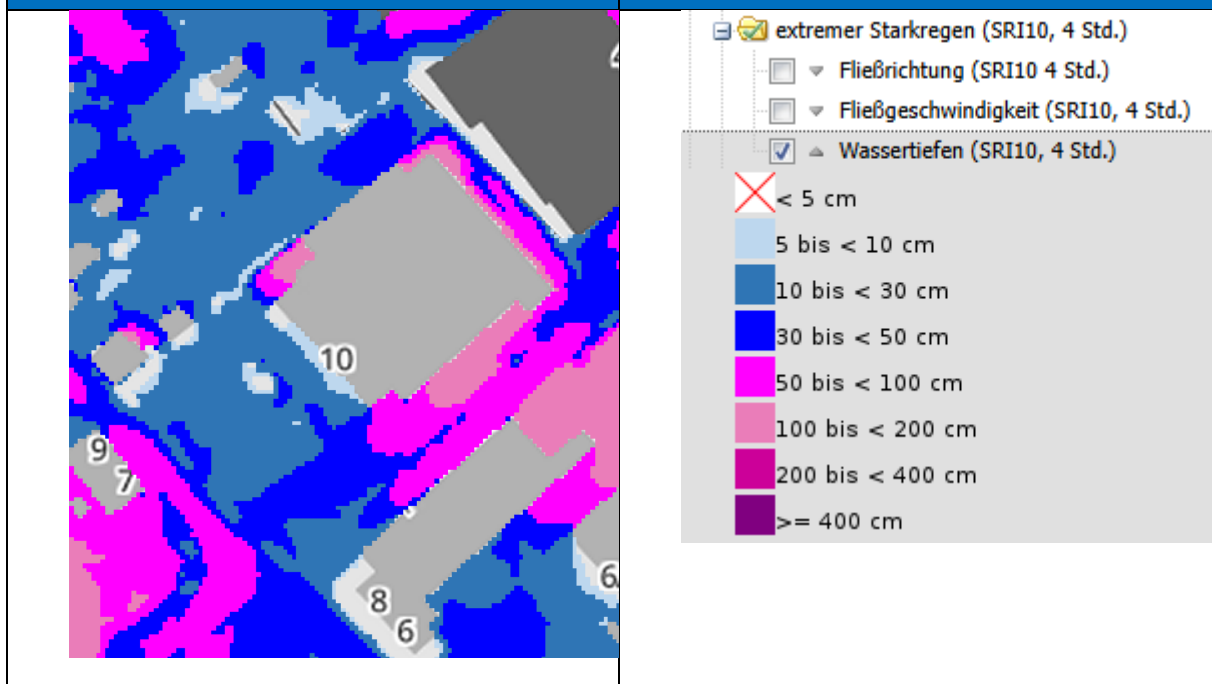 10
9
7
8
6
6
extremer Starkregen (SRI10, 4 Std.)
Fließrichtung (SRI10 4 Std.)
Fließgeschwindigkeit (SRI10, 4 Std.)
Wassertiefen (SRI10, 4 Std.)
< 5 cm
5 bis < 10 cm
10 bis < 30 cm
30 bis < 50 cm
50 bis < 100 cm
100 bis < 200 cm
200 bis < 400 cm
>= 400 cm